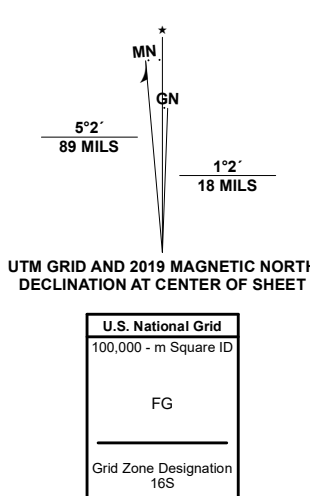 ★
MN
GN
5°2´
89 MILS
1°2´
18 MILS
UTM GRID AND 2019 MAGNETIC NORTH
DECLINATION AT CENTER OF SHEET
U.S. National Grid
100,000 - m Square ID
FG
Grid Zone Designation
16S